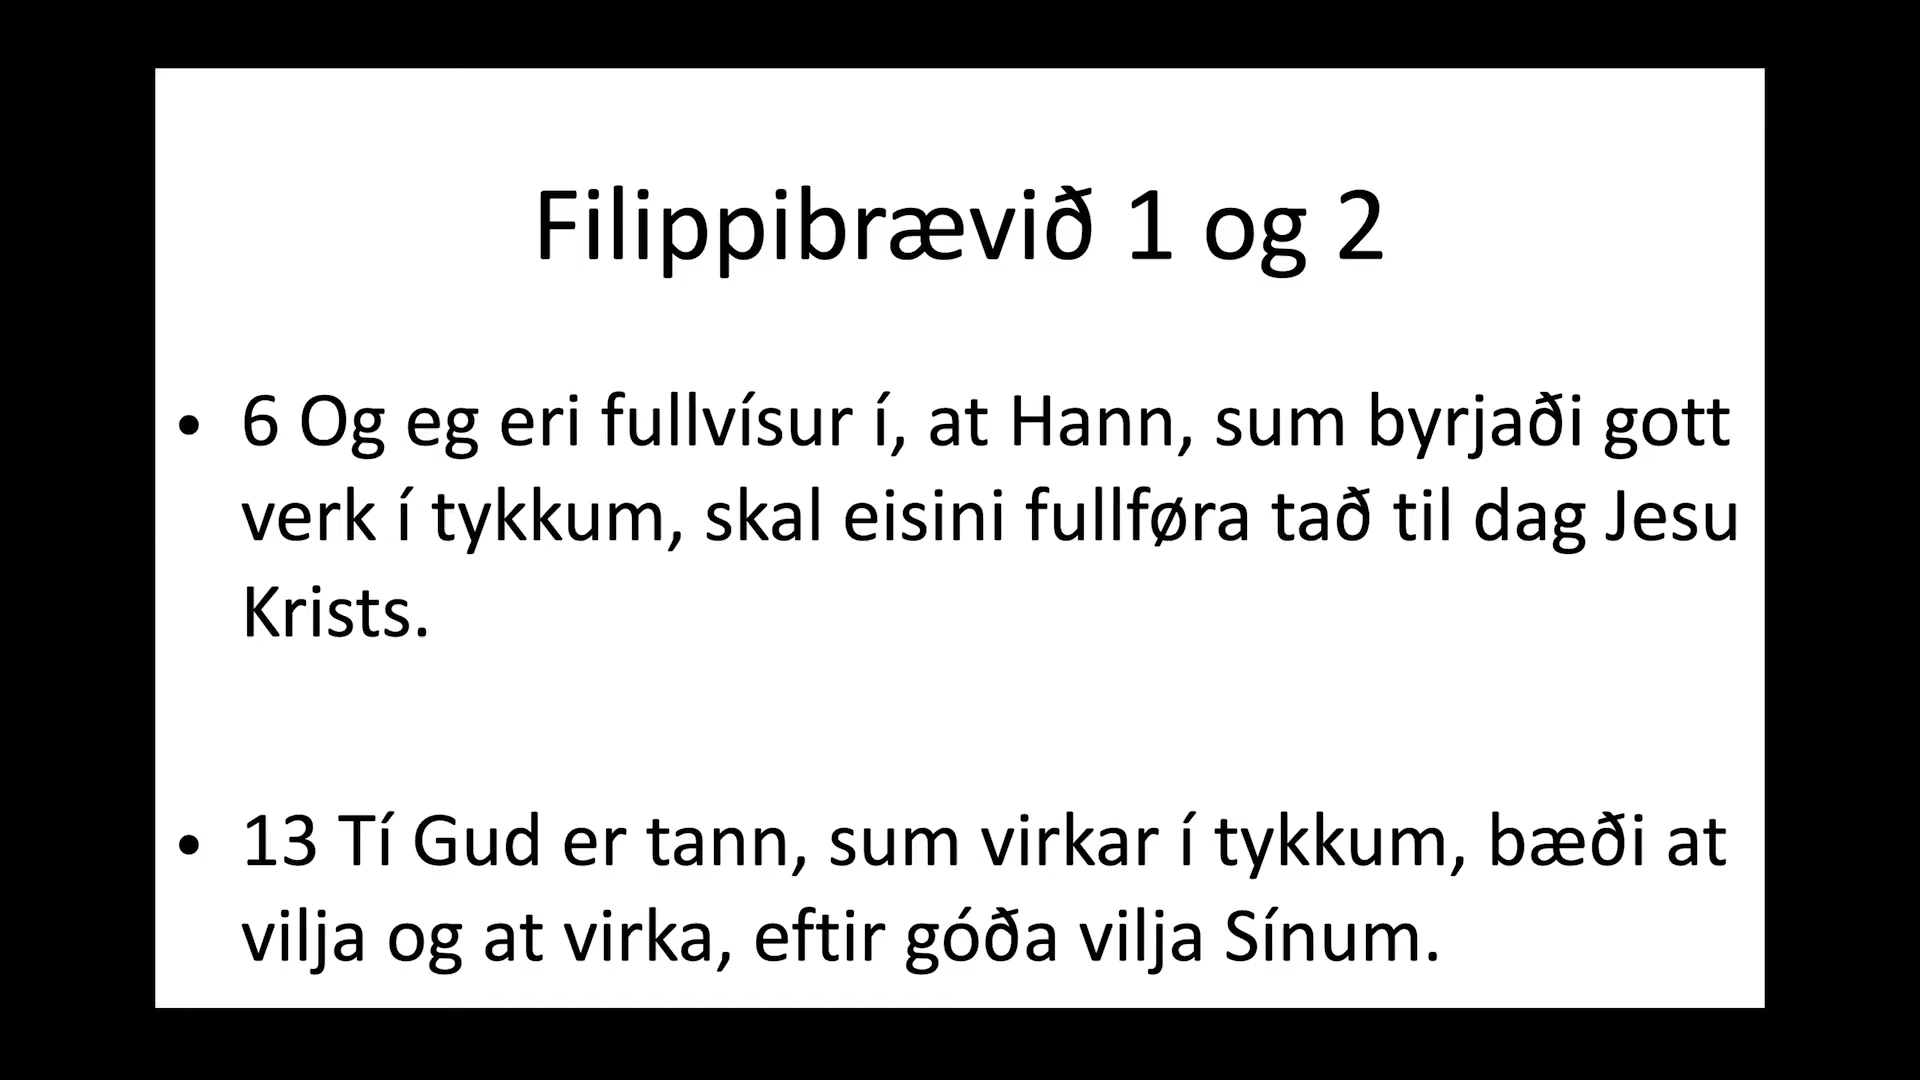 Filippibrævið 1 og 2
• 6 Og eg eri fullvísur í, at Hann, sum byrjaði gott
verk í tykkum, skal eisini fullføra tað til dag Jesu
Krists.
• 13 Tí Gud er tann, sum virkar í tykkum, bæði at
vilja og at virka, eftir góða vilja Sínum.